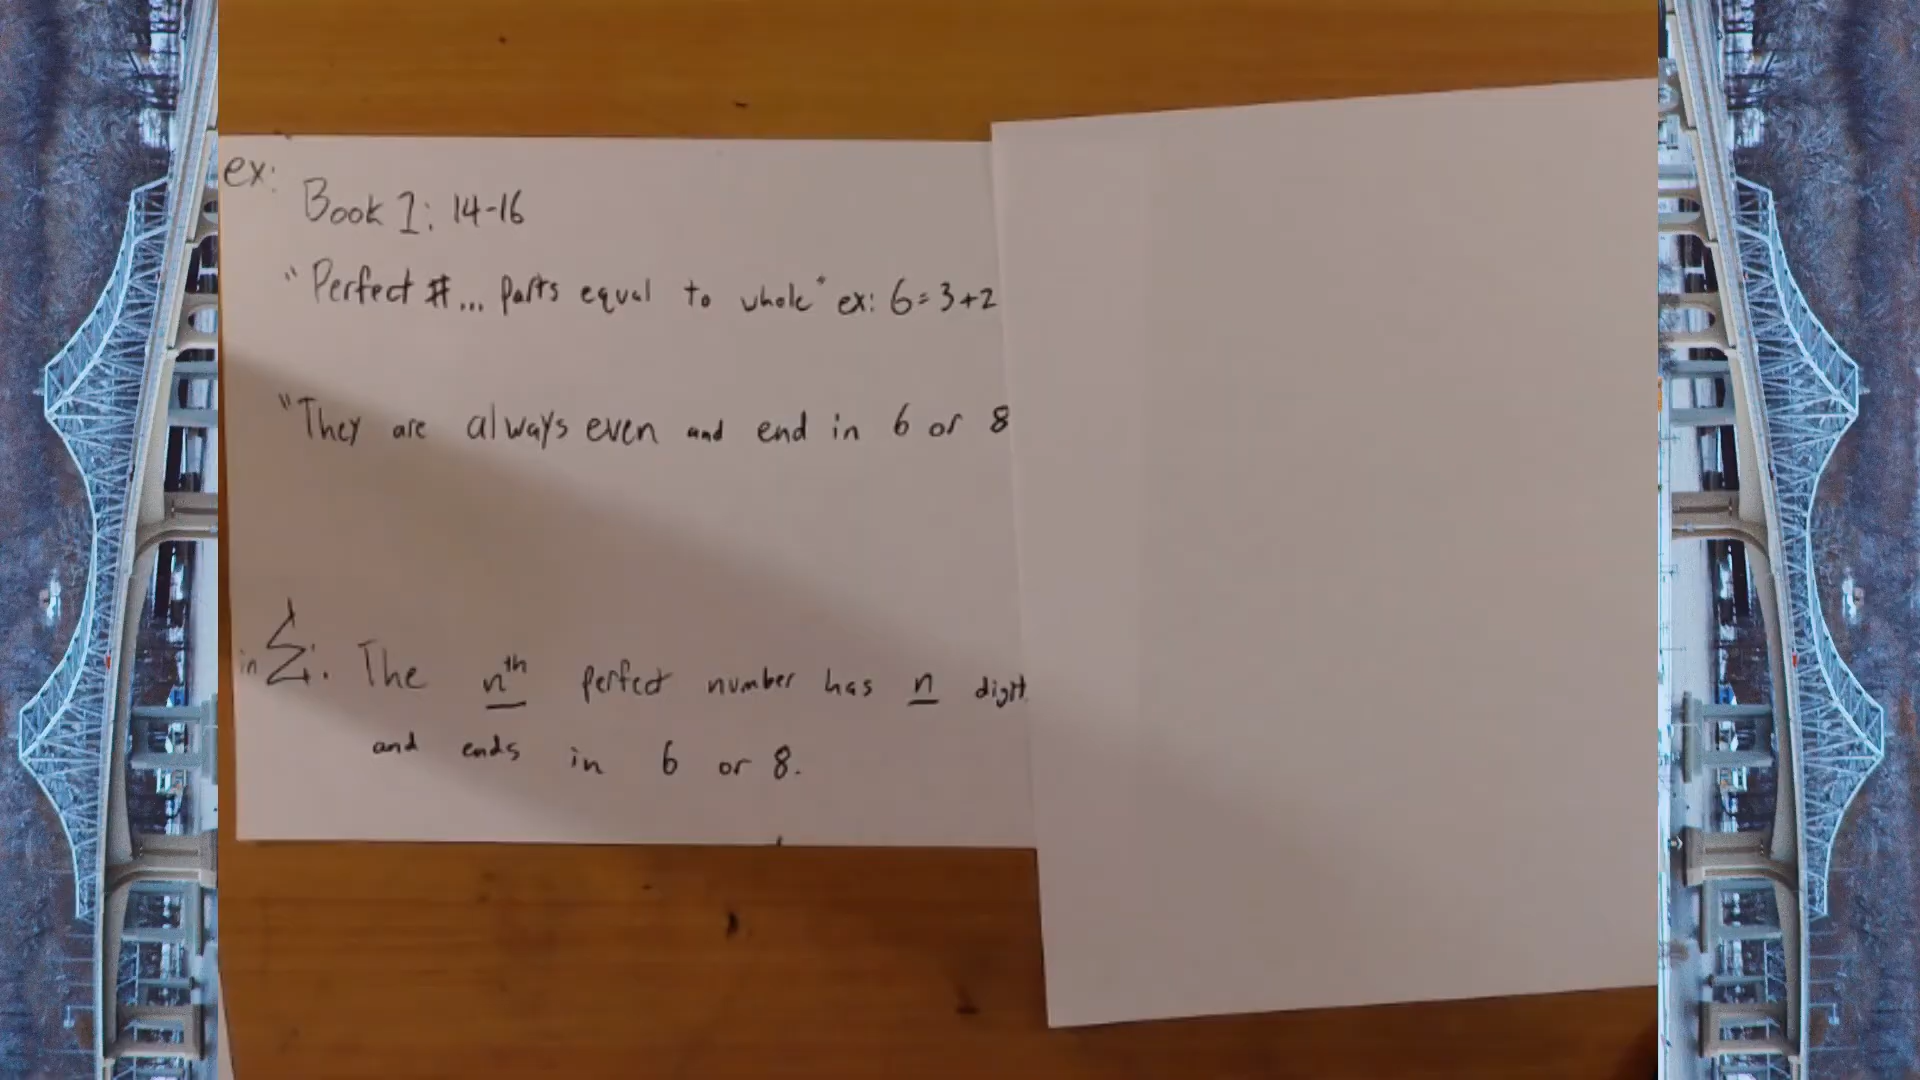 ex:
Book 1: 14-16
"Perfect #... parts equal to whole" ex: 6=3+2
"They are always even and end in 6 or 8
in Σ: The nth perfect number has n digit
and ends in 6 or 8.